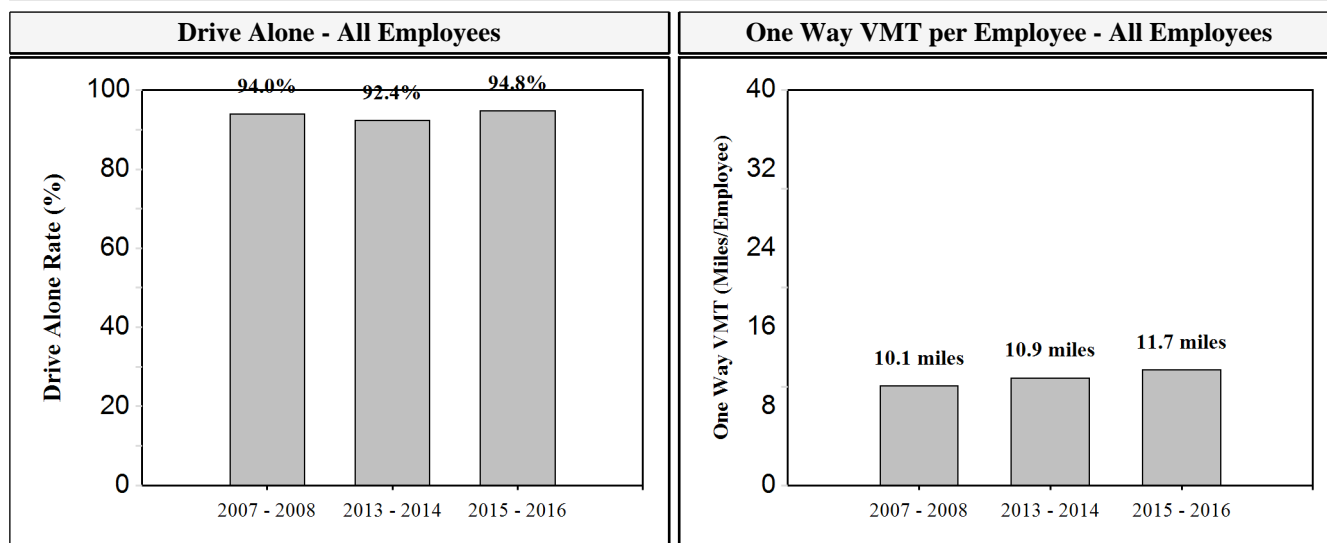 Drive Alone - All Employees
One Way VMT per Employee - All Employees
Drive Alone Rate (%)
100
80
60
40
20
0
94.0%
92.4%
94.8%
2007 - 2008
2013 - 2014
2015 - 2016
One Way VMT (Miles/Employee)
40
32
24
16
8
0
10.1 miles
10.9 miles
11.7 miles
2007 - 2008
2013 - 2014
2015 - 2016